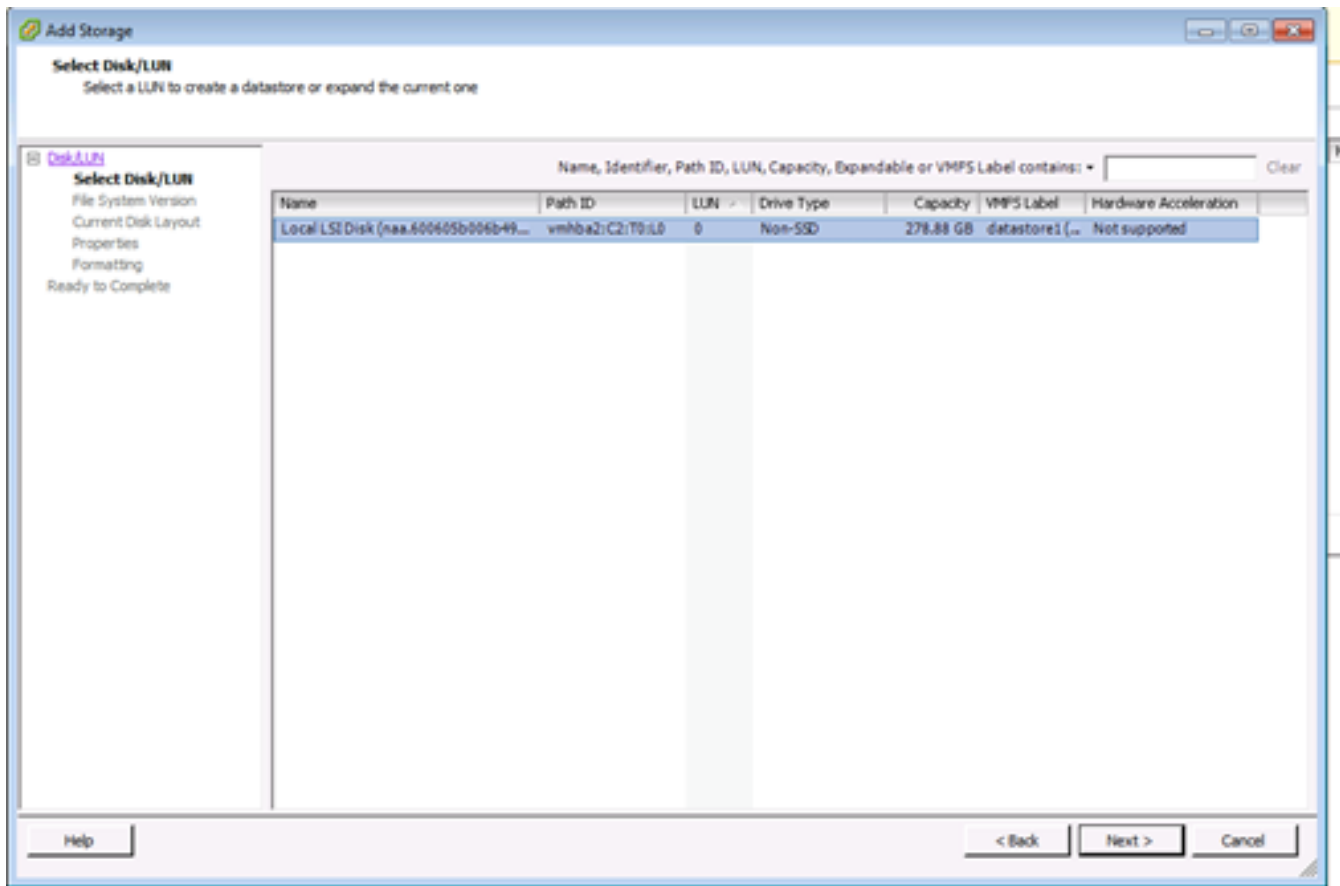 Add Storage
Select Disk/LUN
Select a LUN to create a datastore or expand the current one
Disk/LUN
Select Disk/LUN
File System Version
Current Disk Layout
Properties
Formatting
Ready to Complete
Name, Identifier, Path ID, LUN, Capacity, Expandable or VMFS Label contains: Clear
Name Path ID LUN Drive Type Capacity VMFS Label Hardware Acceleration
Local LSI Disk (naa.600605b006b49... vmhba2:C2:T0:L0 0 Non-SSD 278.88 GB datastore1 (... Not supported
Help < Back Next > Cancel